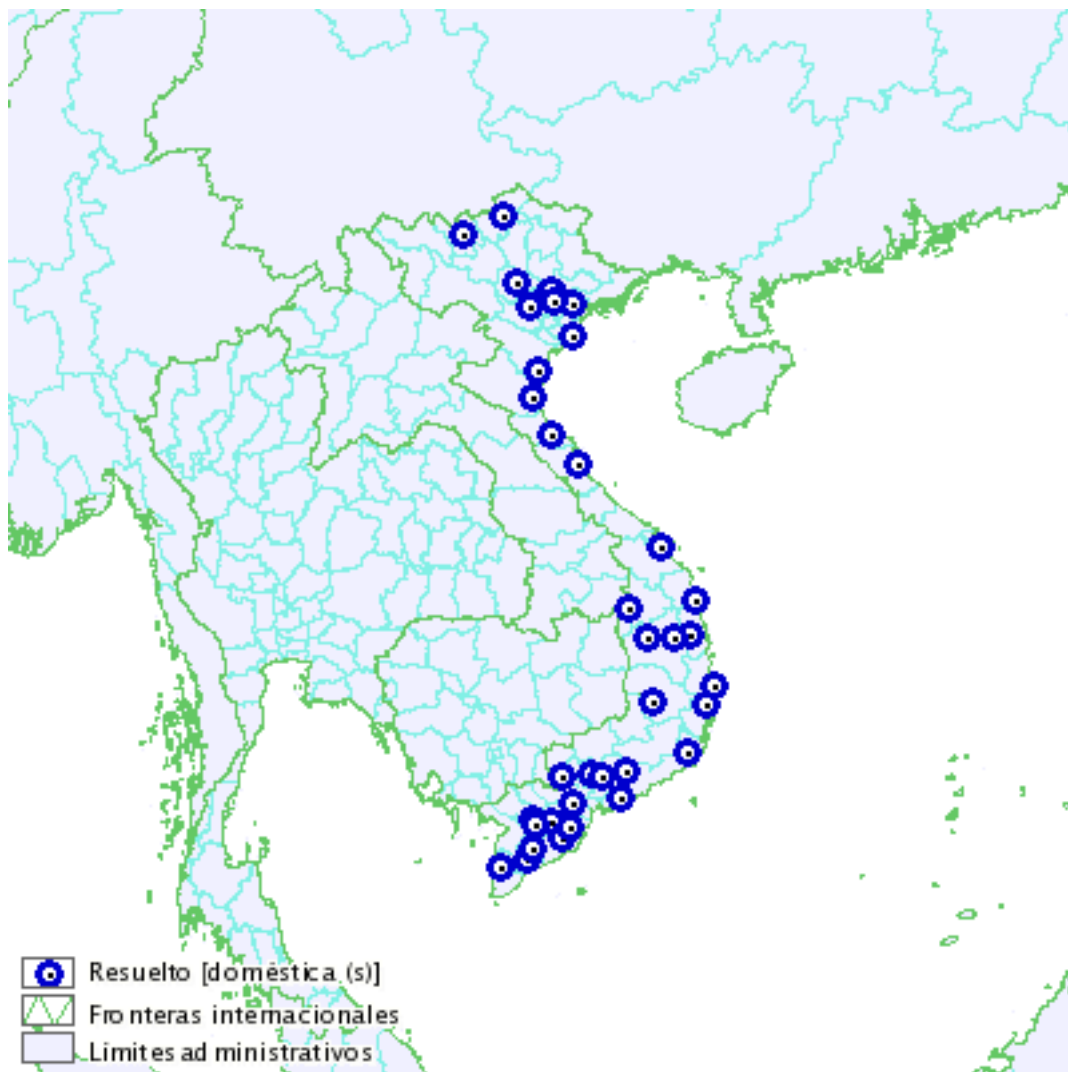 Resuelto [doméstica (s)]
Fronteras internacionales
Límites administrativos